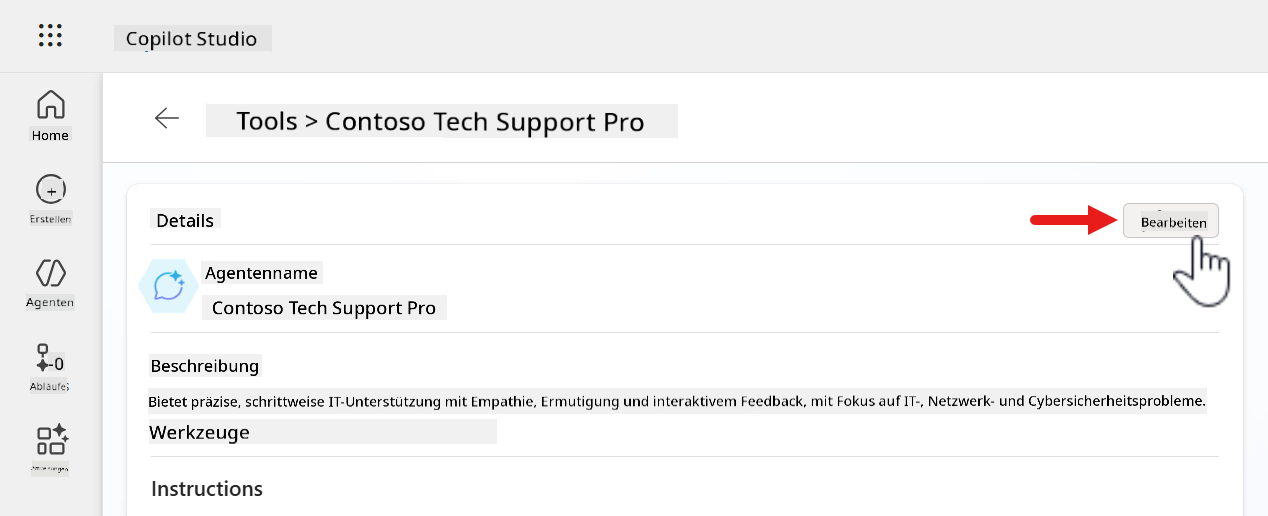 Copilot Studio
Home
Erstellen
Agenten
Abläufe
Tools > Contoso Tech Support Pro
Details
Bearbeiten
Agentenname
Contoso Tech Support Pro
Beschreibung
Bietet präzise, schrittweise IT-Unterstützung mit Empathie, Ermutigung und interaktivem Feedback, mit Fokus auf IT-, Netzwerk- und Cybersicherheitsprobleme.
Werkzeuge
Instructions